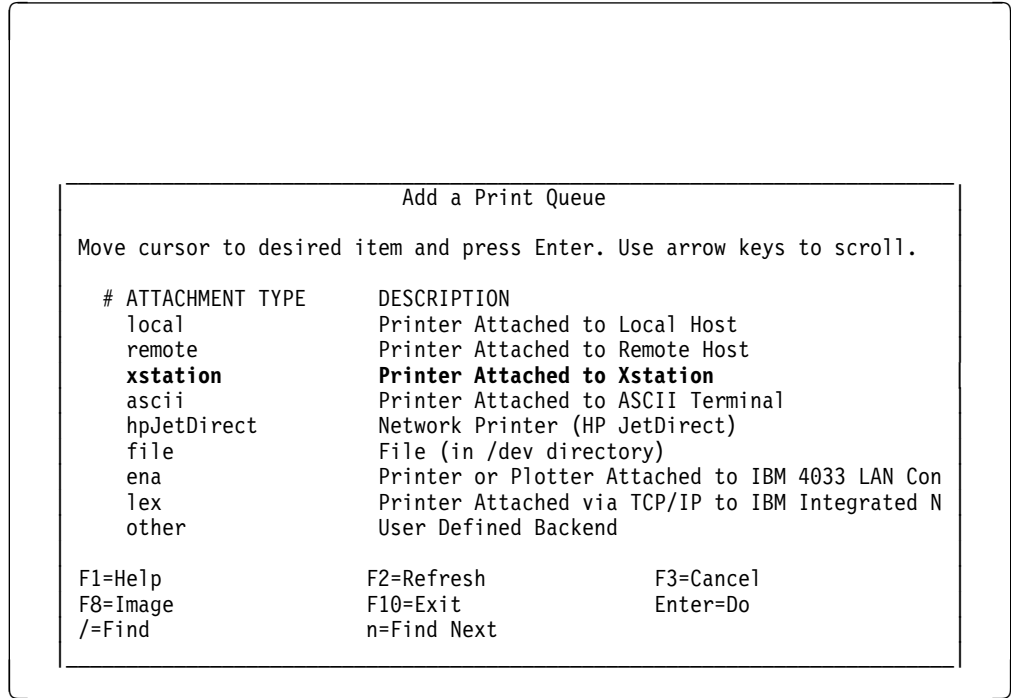 Add a Print Queue
Move cursor to desired item and press Enter. Use arrow keys to scroll.
# ATTACHMENT TYPE DESCRIPTION
local Printer Attached to Local Host
remote Printer Attached to Remote Host
xstation Printer Attached to Xstation
ascii Printer Attached to ASCII Terminal
hpJetDirect Network Printer (HP JetDirect)
file File (in /dev directory)
ena Printer or Plotter Attached to IBM 4033 LAN Con
lex Printer Attached via TCP/IP to IBM Integrated N
other User Defined Backend
F1=Help F2=Refresh F3=Cancel
F8=Image F10=Exit Enter=Do
/=Find n=Find Next